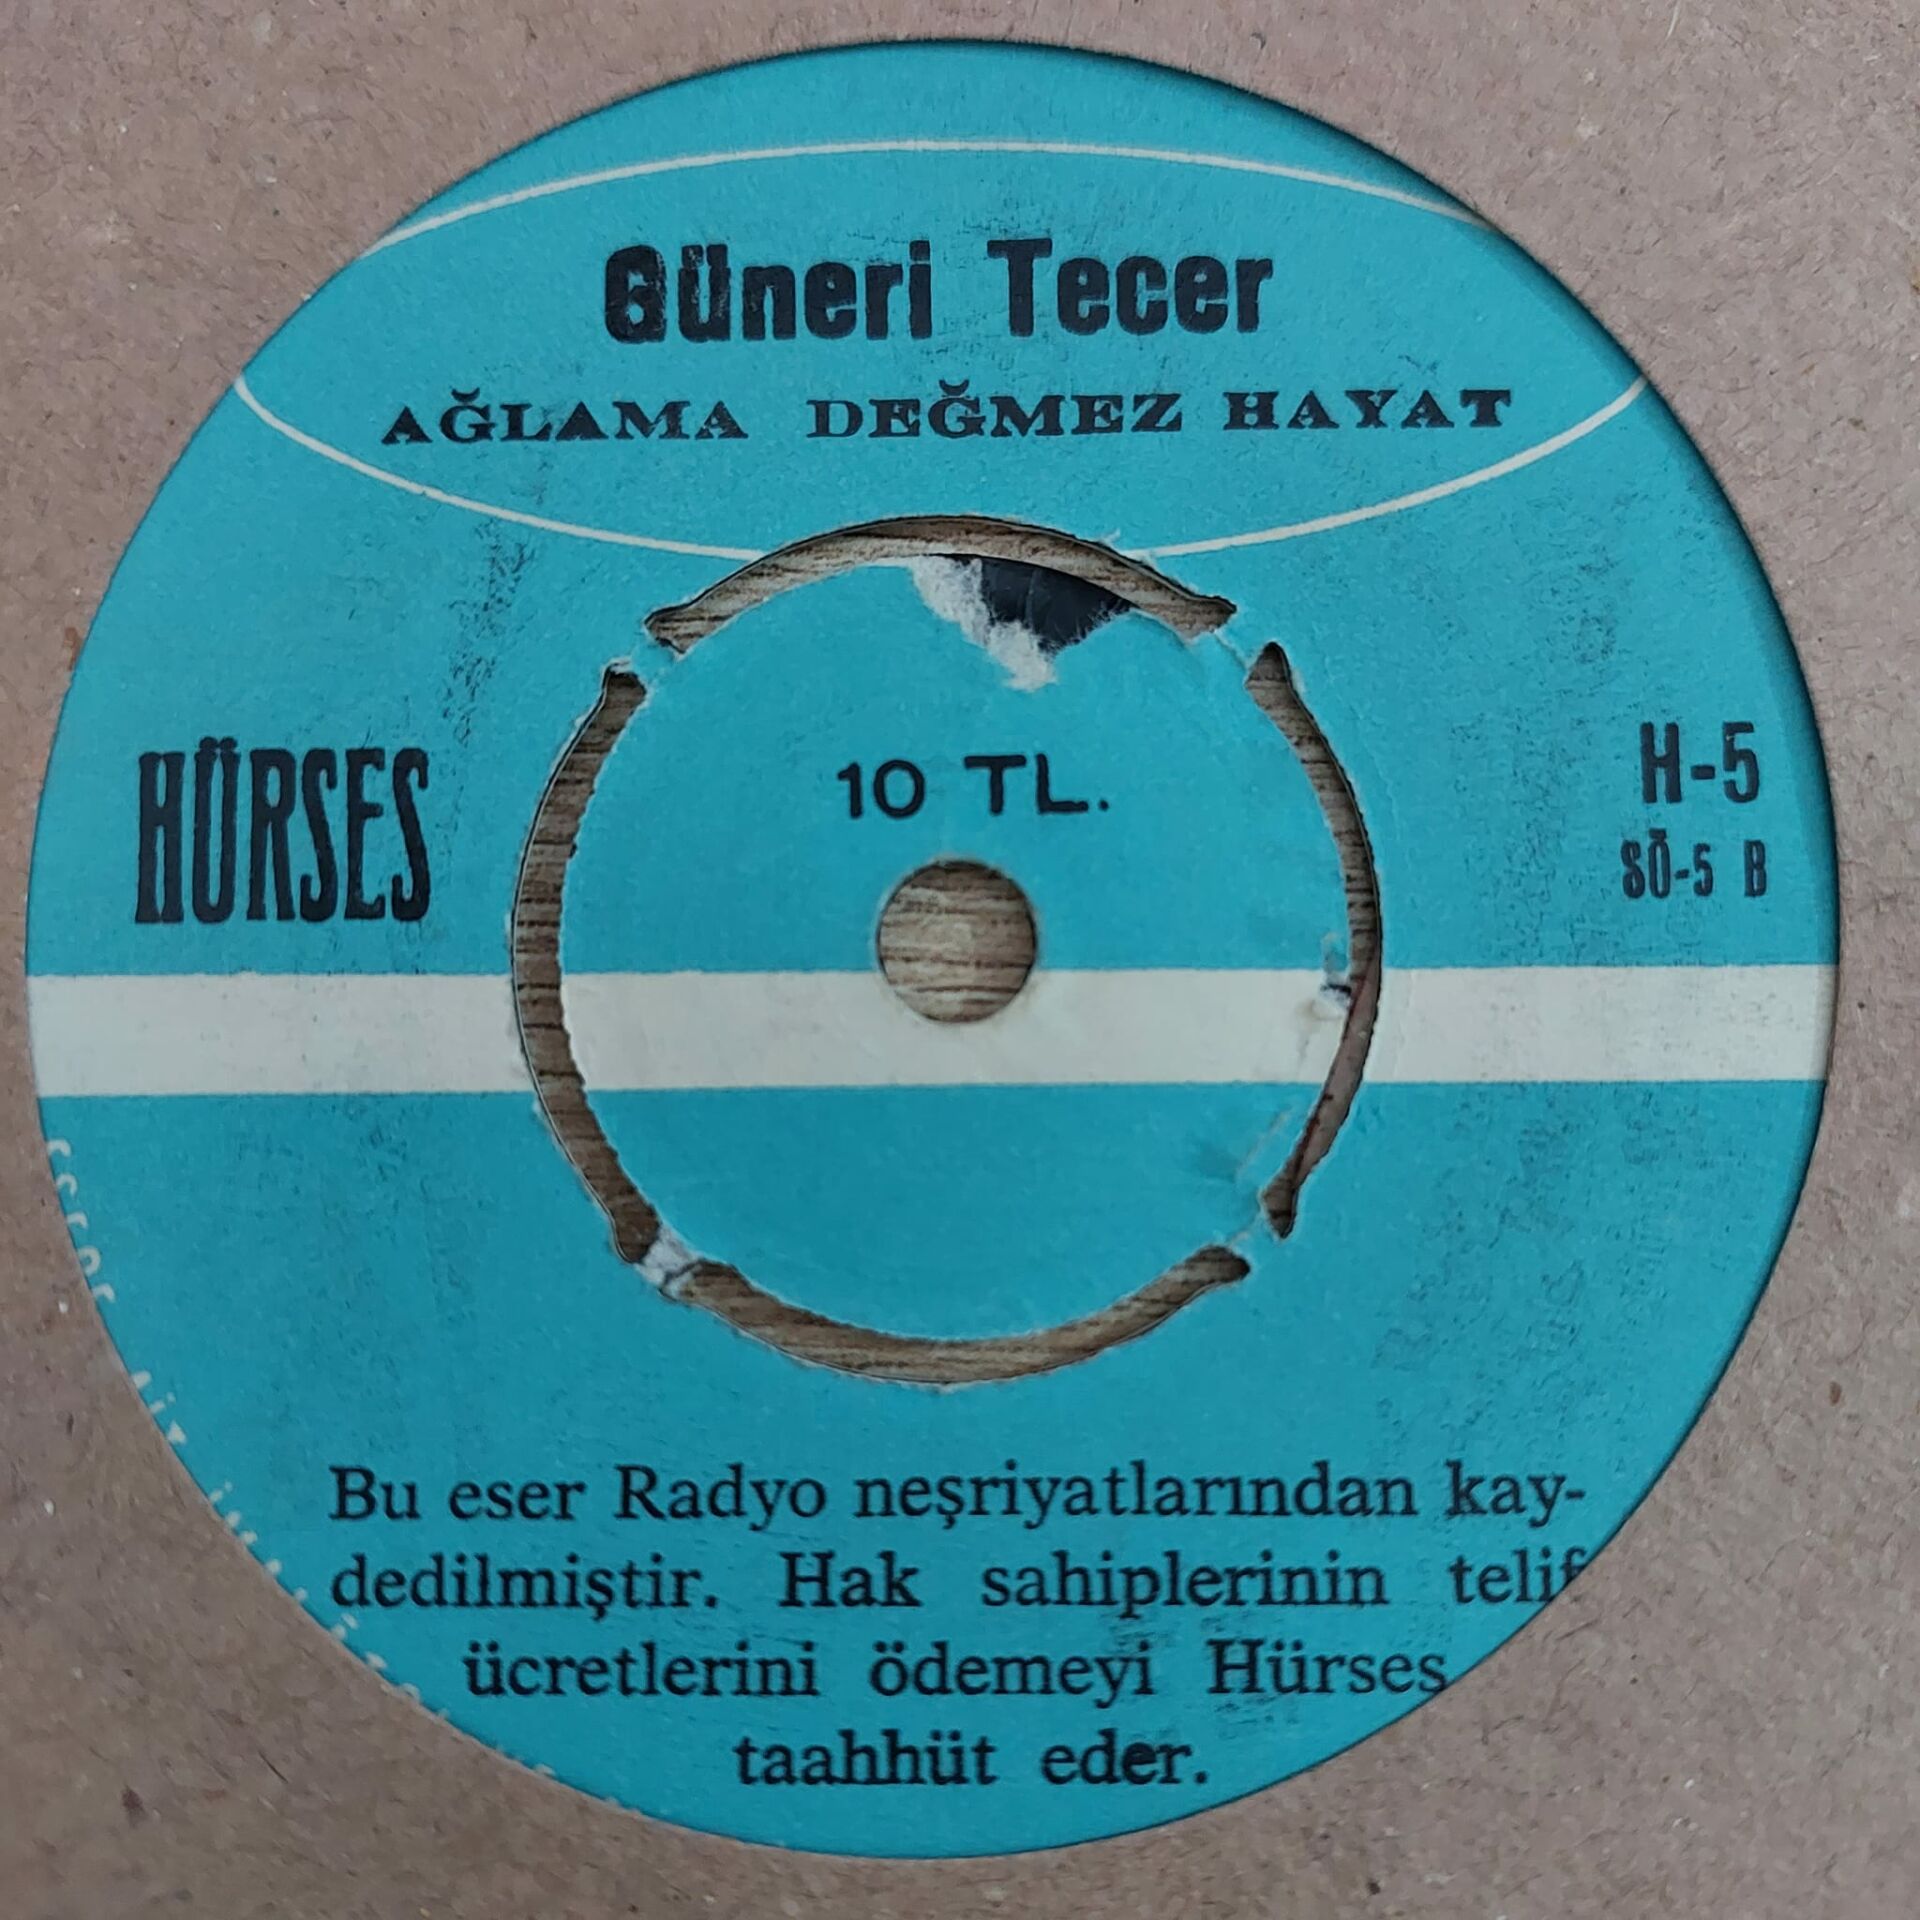 Güneri Tecer
AĞLAMA DEĞMEZ HAYAT
HÜRSES
10 TL.
H-5
SÖ-5 B
Bu eser Radyo neşriyatlarından kay-
dedilmiştir. Hak sahiplerinin telif
ücretlerini ödemeyi Hürses
taahhüt eder.